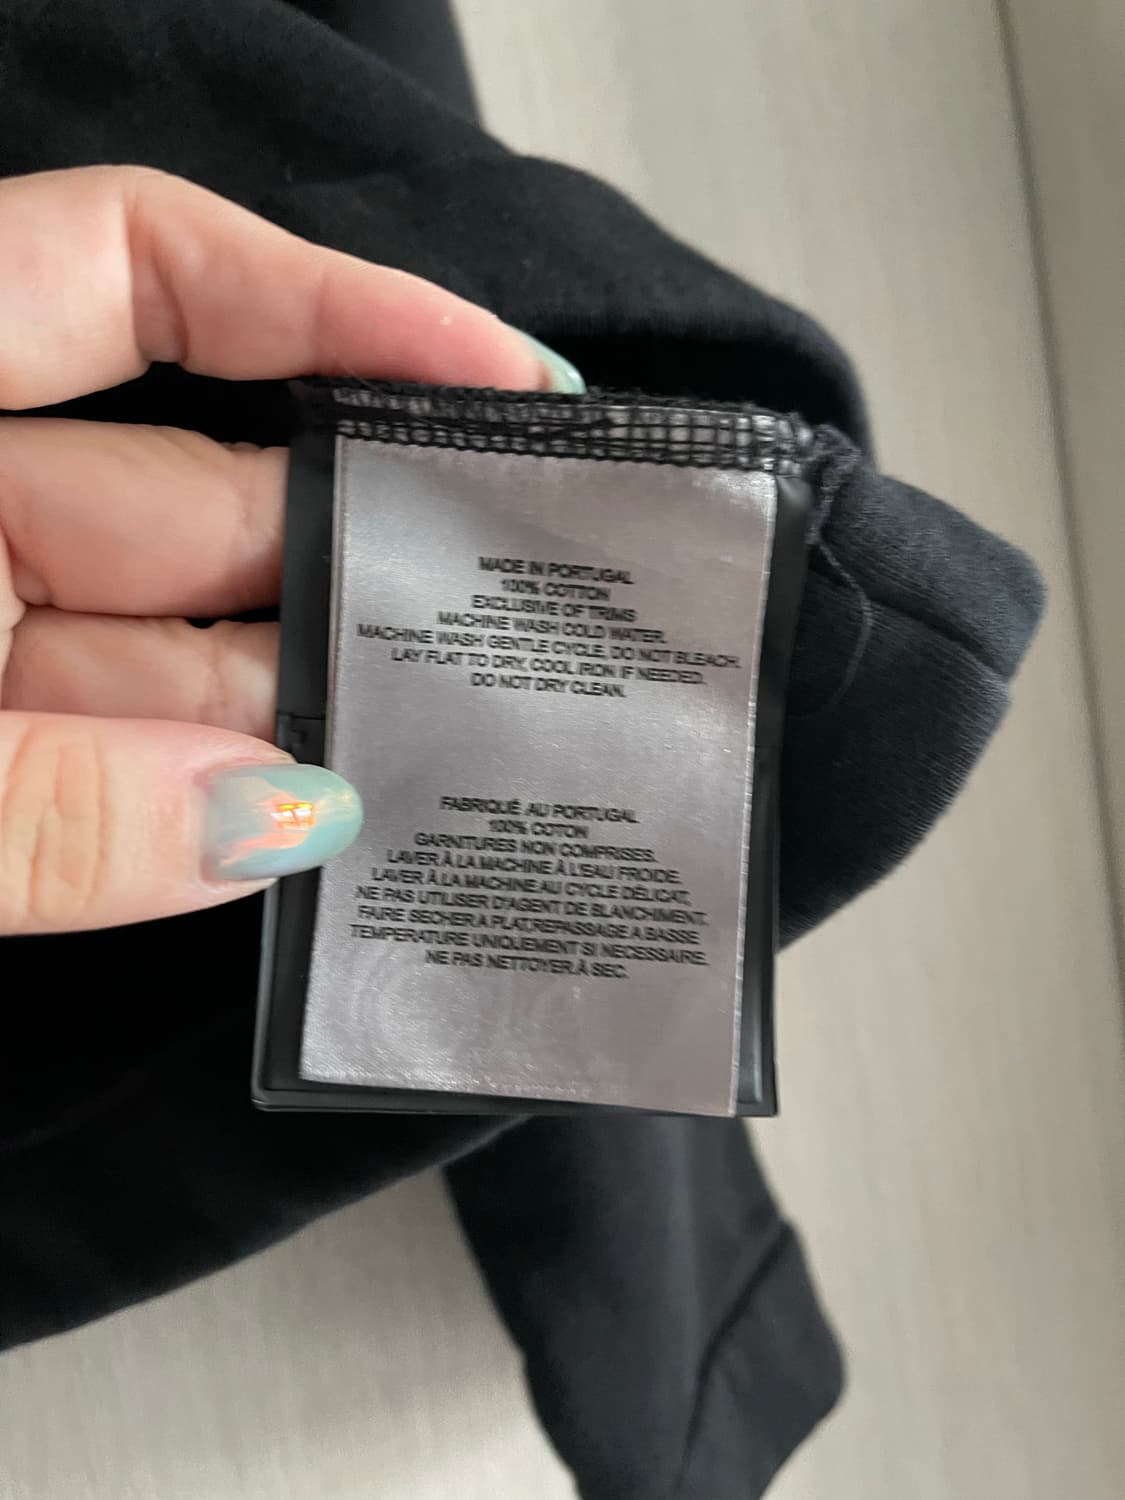 MADE IN PORTUGAL
100% COTTON
EXCLUSIVE OF TRIMS
MACHINE WASH COLD WATER.
MACHINE WASH GENTLE CYCLE, DO NOT BLEACH.
LAY FLAT TO DRY, COOL IRON IF NEEDED.
DO NOT DRY CLEAN.
FABRIQUÉ AU PORTUGAL
100% COTON
GARNITURES NON COMPRISES.
LAVER À LA MACHINE À L'EAU FROIDE.
LAVER À LA MACHINE AU CYCLE DÉLICAT,
NE PAS UTILISER D'AGENT DE BLANCHIMENT.
FAIRE SECHER A PLAT,REPASSAGE A BASSE
TEMPERATURE UNIQUEMENT SI NECESSAIRE.
NE PAS NETTOYER À SEC.